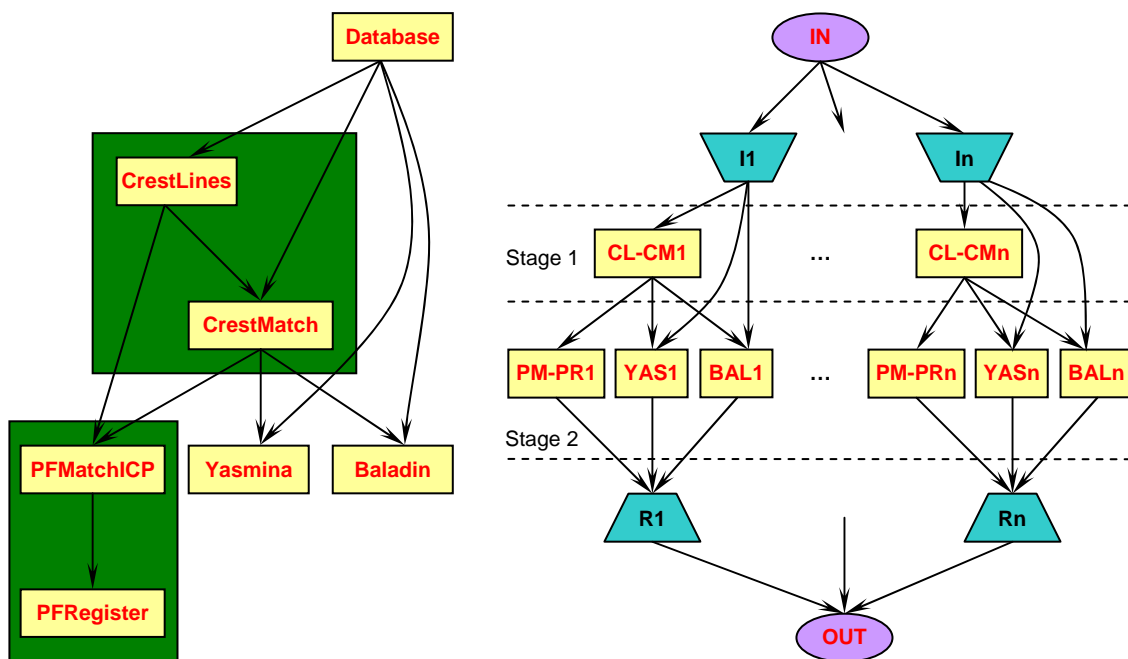 Database
CrestLines
CrestMatch
PFMatchICP
Yasmina
Baladin
PFRegister
IN
I1
In
Stage 1
CL-CM1
...
CL-CMn
PM-PR1
YAS1
BAL1
...
PM-PRn
YASn
BALn
Stage 2
R1
Rn
OUT